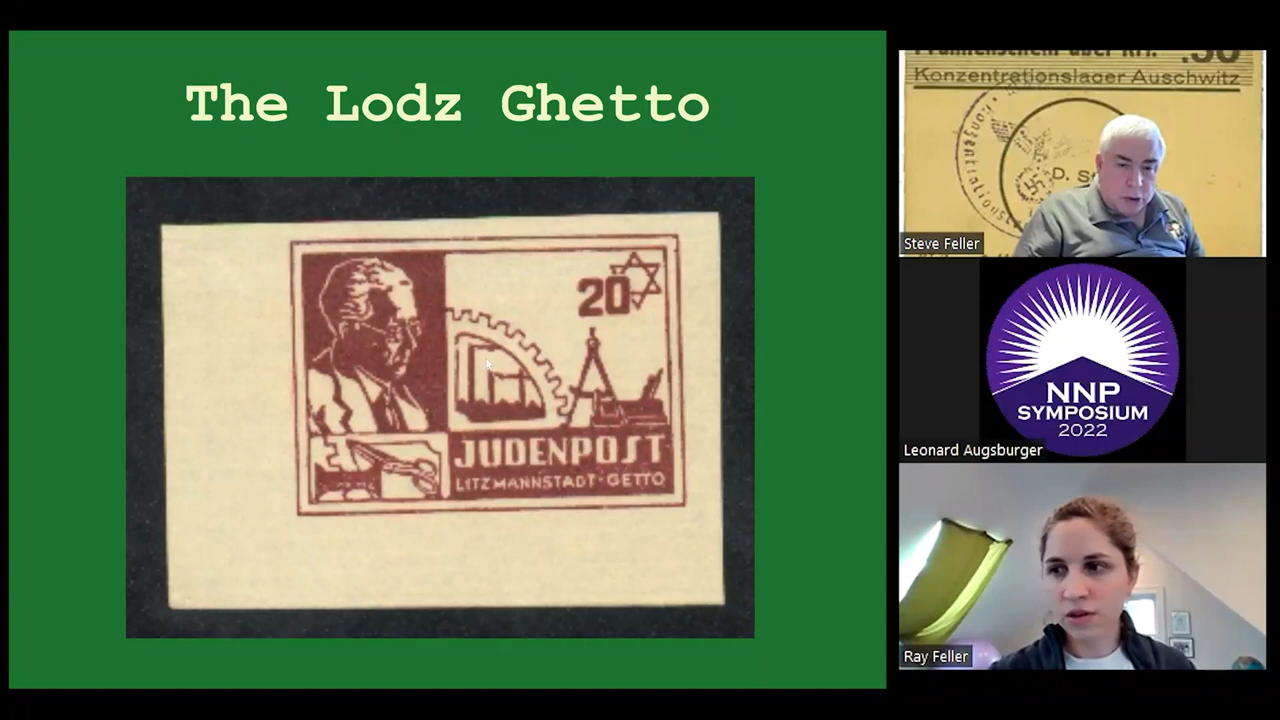 The Lodz Ghetto
20
JUDENPOST
LITZMANNSTADT-GETTO
.50
Konzentrationslager Auschwitz
Steve Feller
NNP
SYMPOSIUM
2022
Leonard Augsburger
Ray Feller